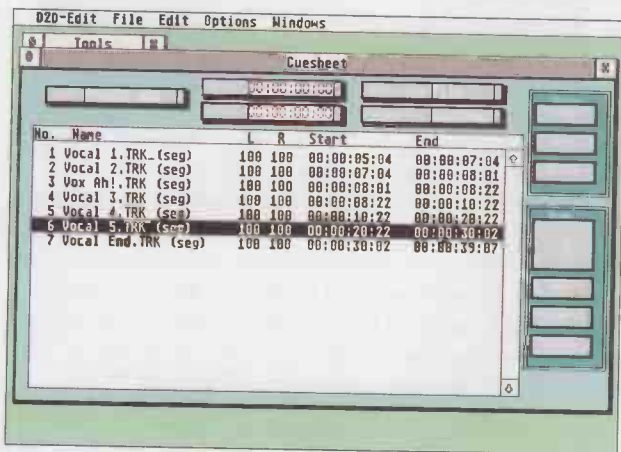 D2D-Edit File Edit Options Windows
Tools
Cuesheet
00:00:00:00
00:00:00:00
No. Name L R Start End
1 Vocal 1.TRK_(seg) 100 100 00:00:05:04 00:00:07:04
2 Vocal 2.TRK (seg) 100 100 00:00:07:04 00:00:08:01
3 Vox Ah!.TRK (seg) 100 100 00:00:08:01 00:00:08:22
4 Vocal 3.TRK (seg) 100 100 00:00:08:22 00:00:10:22
5 Vocal 4.TRK (seg) 100 100 00:00:10:22 00:00:20:22
6 Vocal 5.TRK (seg) 100 100 00:00:20:22 00:00:30:02
7 Vocal End.TRK (seg) 100 100 00:00:30:02 00:00:39:07